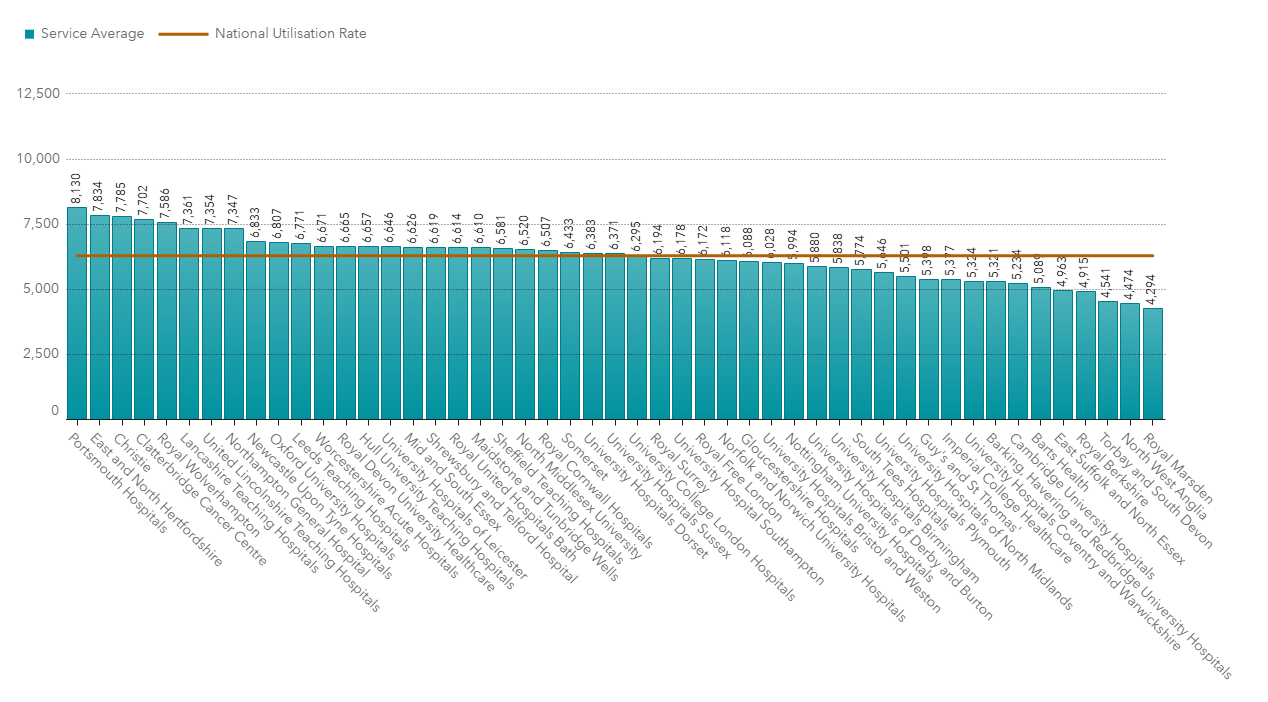 Service Average
National Utilisation Rate
12,500
10,000
7,500
5,000
2,500
0
8,130
7,834
7,785
7,702
7,586
7,361
7,354
7,347
6,833
6,807
6,771
6,671
6,665
6,657
6,646
6,626
6,619
6,614
6,610
6,581
6,520
6,507
6,433
6,383
6,371
6,295
6,194
6,178
6,172
6,118
6,088
6,028
5,994
5,880
5,838
5,774
5,646
5,501
5,398
5,377
5,324
5,321
5,234
5,089
4,963
4,915
4,541
4,474
4,294
Portsmouth Hospitals
East and North Hertfordshire
Christie
Clatterbridge Cancer Centre
Royal Wolverhampton
Lancashire Teaching Hospitals
United Lincolnshire Teaching Hospitals
Northampton General Hospital
Newcastle Upon Tyne Hospitals
Oxford University Hospitals
Leeds Teaching Hospitals
Worcestershire Acute Hospitals
Royal Devon University Healthcare
Hull University Teaching Hospitals
University Hospitals of Leicester
Mid and South Essex
Shrewsbury and Telford Hospital
Royal United Hospitals Bath
Maidstone and Tunbridge Wells
Sheffield Teaching Hospitals
North Middlesex University
Royal Cornwall Hospitals
Somerset
University Hospitals Dorset
University Hospitals Sussex
University College London Hospitals
Royal Surrey
University Hospital Southampton
Royal Free London
Norfolk and Norwich University Hospitals
Gloucestershire Hospitals
University Hospitals Bristol and Weston
Nottingham University Hospitals
University Hospitals of Derby and Burton
University Hospitals Birmingham
South Tees Hospitals
University Hospitals Plymouth
University Hospitals of North Midlands
Guy's and St Thomas'
Imperial College Healthcare
University Hospitals Coventry and Warwickshire
Barking, Havering and Redbridge University Hospitals
Cambridge University Hospitals
Barts Health
East Suffolk and North Essex
Royal Berkshire
Torbay and South Devon
North West Anglia
Royal Marsden